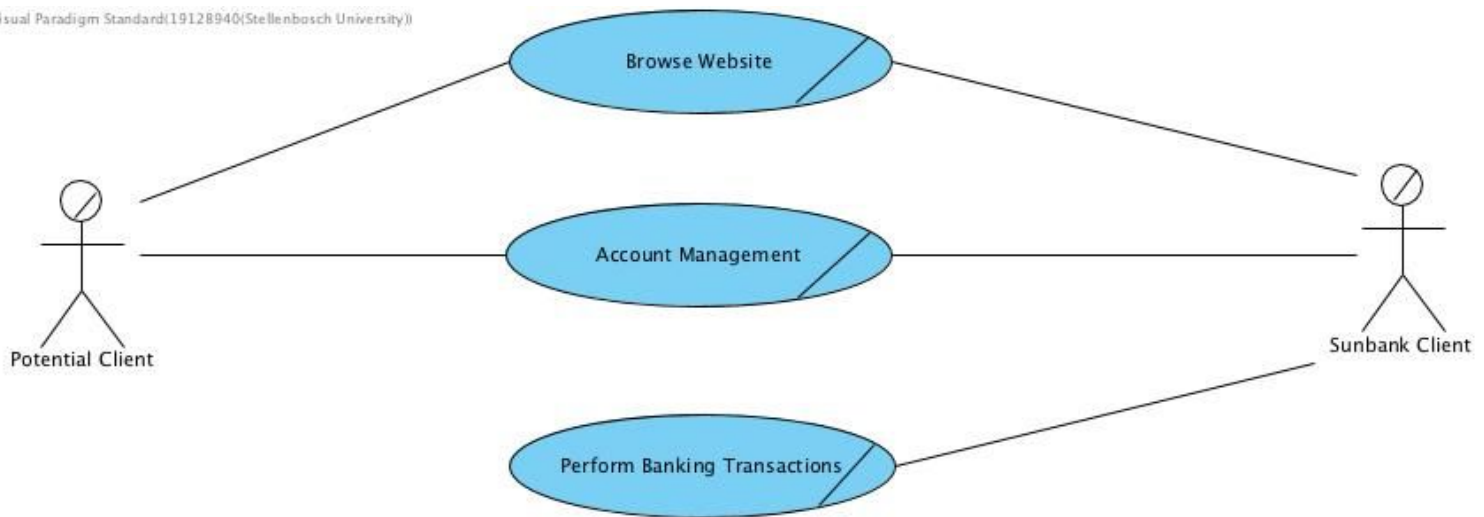 isual Paradigm Standard(19128940(Stellenbosch University))
Browse Website
Account Management
Potential Client
Sunbank Client
Perform Banking Transactions